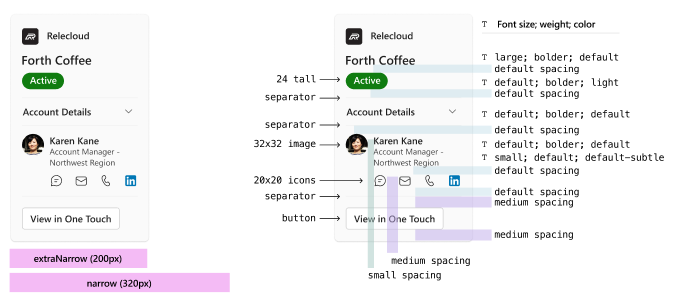 Relecloud
Forth Coffee
Active
Account Details
Karen Kane
Account Manager -
Northwest Region
in
View in One Touch
extraNarrow (200px)
narrow (320px)
24 tall
separator
separator
32x32 image
20x20 icons
separator
button
Relecloud
Forth Coffee
Active
Account Details
Karen Kane
Account Manager -
Northwest Region
in
View in One Touch
medium spacing
small spacing
T Font size; weight; color
T large; bolder; default
default spacing
T default; bolder; light
default spacing
T default; bolder; default
default spacing
T default; bolder; default
T small; default; default-subtle
default spacing
default spacing
medium spacing
medium spacing